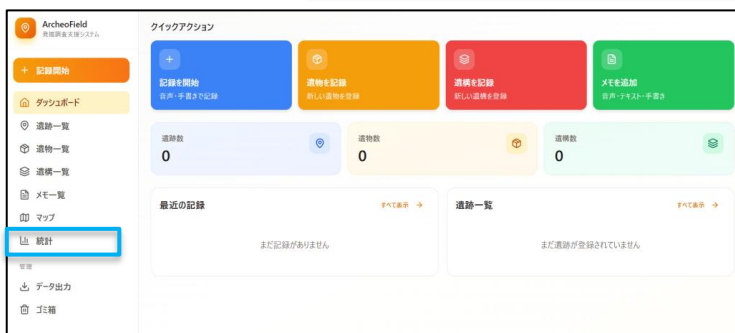 ArcheoField
発掘調査支援システム
+ 記録開始
ダッシュボード
遺跡一覧
遺物一覧
遺構一覧
メモ一覧
マップ
統計
管理
データ出力
ゴミ箱
クイックアクション
記録を開始
音声・手書きで記録
遺物を記録
新しい遺物を登録
遺構を記録
新しい遺構を登録
メモを追加
音声・テキスト・手書き
遺跡数
0
遺物数
0
遺構数
0
最近の記録
すべて表示 →
まだ記録がありません
遺跡一覧
すべて表示 →
まだ遺跡が登録されていません